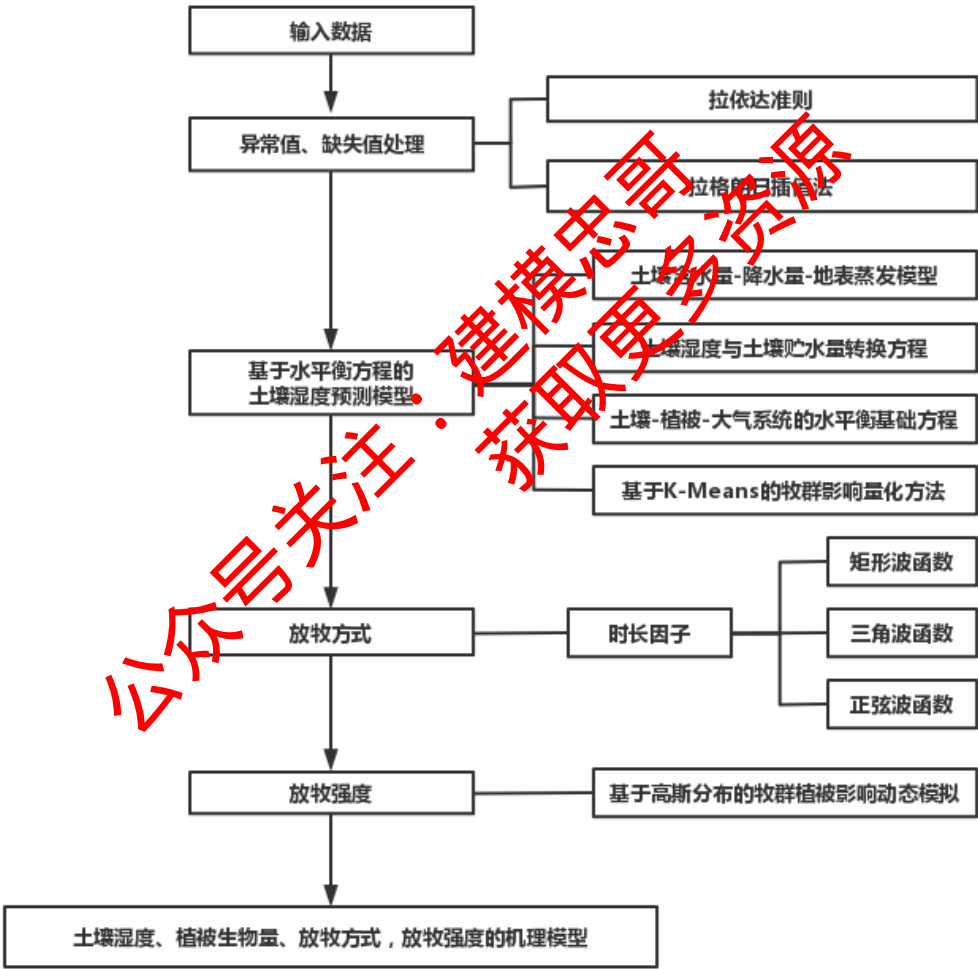 输入数据
异常值、缺失值处理
拉依达准则
拉格朗日插值法
基于水平衡方程的
土壤湿度预测模型
土壤含水量-降水量-地表蒸发模型
土壤湿度与土壤贮水量转换方程
土壤-植被-大气系统的水平衡基础方程
基于K-Means的牧群影响量化方法
放牧方式
时长因子
矩形波函数
三角波函数
正弦波函数
放牧强度
基于高斯分布的牧群植被影响动态模拟
土壤湿度、植被生物量、放牧方式，放牧强度的机理模型
公众号关注：建模忠哥
获取更多资源